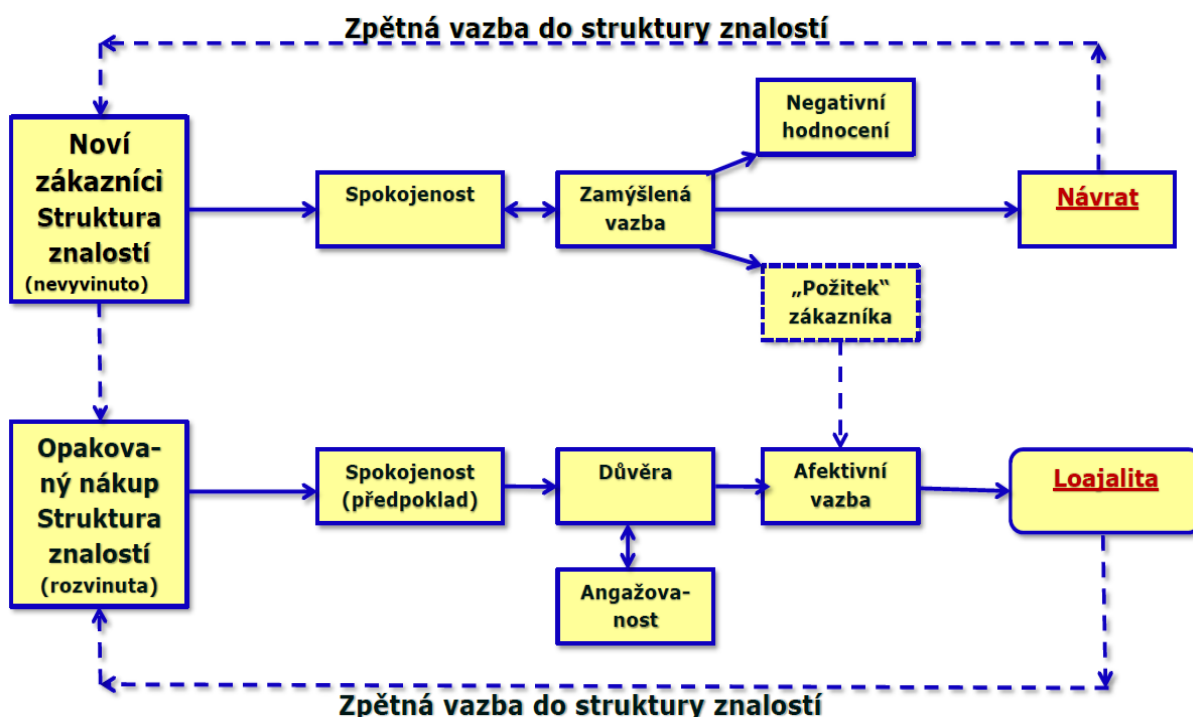 Zpětná vazba do struktury znalostí
Noví
zákazníci
Struktura
znalostí
(nevyvinuto)
Spokojenost
Zamýšlená
vazba
Negativní
hodnocení
Návrat
„Požitek“
zákazníka
Opakova-
ný nákup
Struktura
znalostí
(rozvinuta)
Spokojenost
(předpoklad)
Důvěra
Afektivní
vazba
Loajalita
Angažova-
nost
Zpětná vazba do struktury znalostí